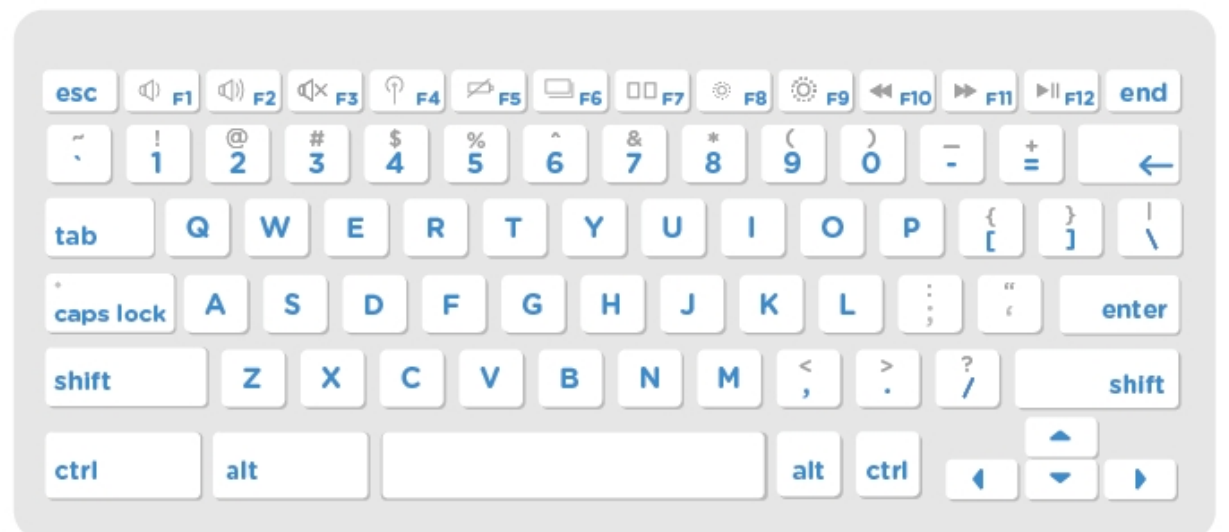 esc F1 F2 F3 F4 F5 F6 F7 F8 F9 F10 F11 F12 end
~ ! @ # $ % ^ & * ( ) _ +
` 1 2 3 4 5 6 7 8 9 0 - = ←
tab Q W E R T Y U I O P { } |
[ ] \
caps lock A S D F G H J K L : “
; ‘ enter
shift Z X C V B N M < > ?
, . / shift
ctrl alt alt ctrl